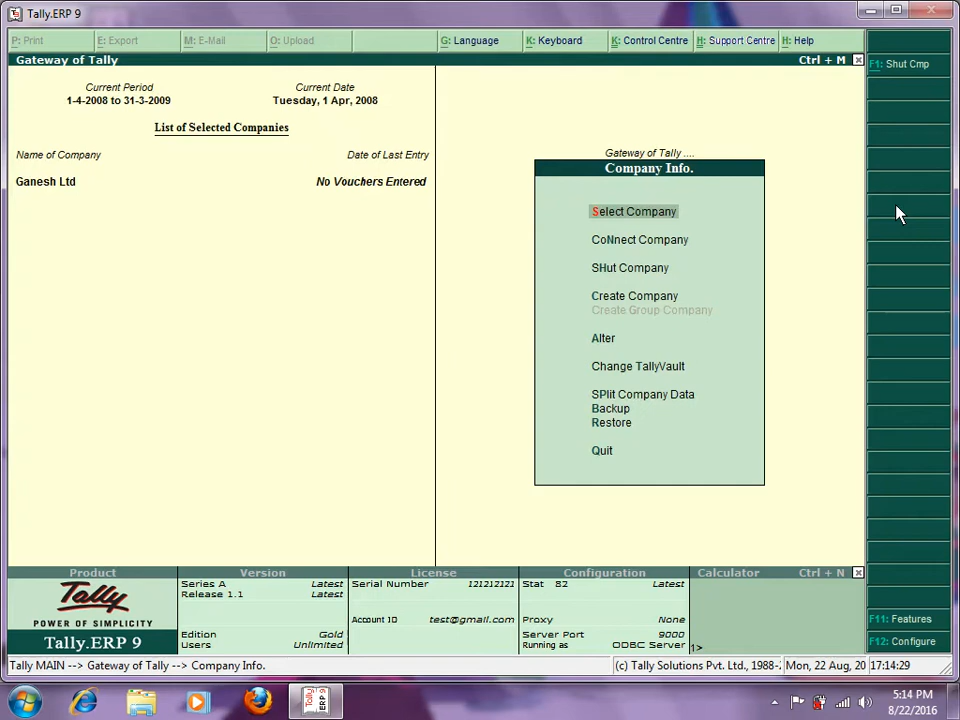 Tally.ERP 9
P: Print E: Export M: E-Mail O: Upload G: Language K: Keyboard K: Control Centre H: Support Centre H: Help
Gateway of Tally Ctrl + M
F1: Shut Cmp
Current Period Current Date
1-4-2008 to 31-3-2009 Tuesday, 1 Apr, 2008
List of Selected Companies
Name of Company Date of Last Entry
Ganesh Ltd No Vouchers Entered
Gateway of Tally ....
Company Info.
Select Company
CoNnect Company
SHut Company
Create Company
Create Group Company
Alter
Change TallyVault
SPlit Company Data
Backup
Restore
Quit
Product Version License Configuration Calculator Ctrl + N
Tally
POWER OF SIMPLICITY
Tally.ERP 9
Series A Latest
Release 1.1 Latest
Edition Gold
Users Unlimited
Serial Number 121212121
Account ID test@gmail.com
Stat 82 Latest
Proxy None
Server Port 9000
Running as ODBC Server
1>
F11: Features
F12: Configure
Tally MAIN --> Gateway of Tally --> Company Info. (c) Tally Solutions Pvt. Ltd., 1988- Mon, 22 Aug, 20 17:14:29
Tally ERP 9
5:14 PM
8/22/2016